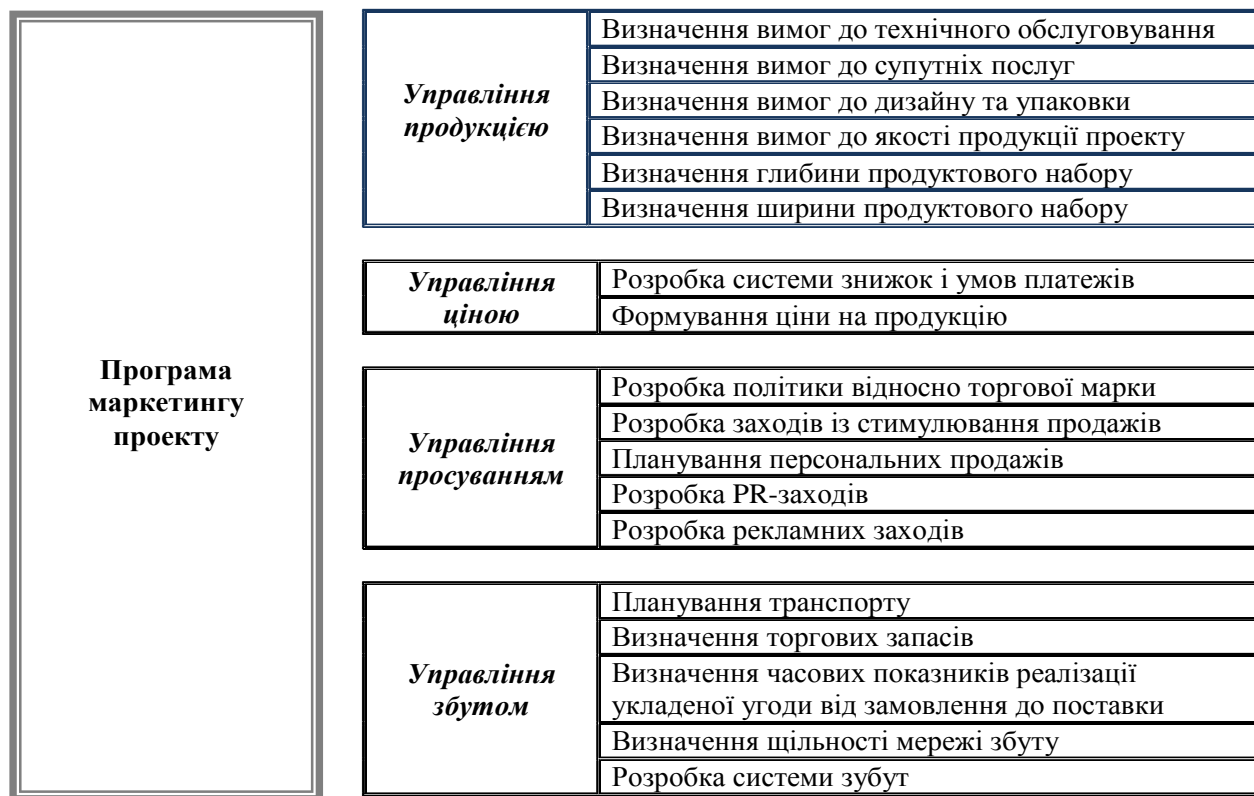 Програма
маркетингу
проекту
Управління
продукцією
Визначення вимог до технічного обслуговування
Визначення вимог до супутніх послуг
Визначення вимог до дизайну та упаковки
Визначення вимог до якості продукції проекту
Визначення глибини продуктового набору
Визначення ширини продуктового набору
Управління
ціною
Розробка системи знижок і умов платежів
Формування ціни на продукцію
Управління
просуванням
Розробка політики відносно торгової марки
Розробка заходів із стимулювання продажів
Планування персональних продажів
Розробка PR-заходів
Розробка рекламних заходів
Управління
збутом
Планування транспорту
Визначення торгових запасів
Визначення часових показників реалізації
укладеної угоди від замовлення до поставки
Визначення щільності мережі збуту
Розробка системи зубут